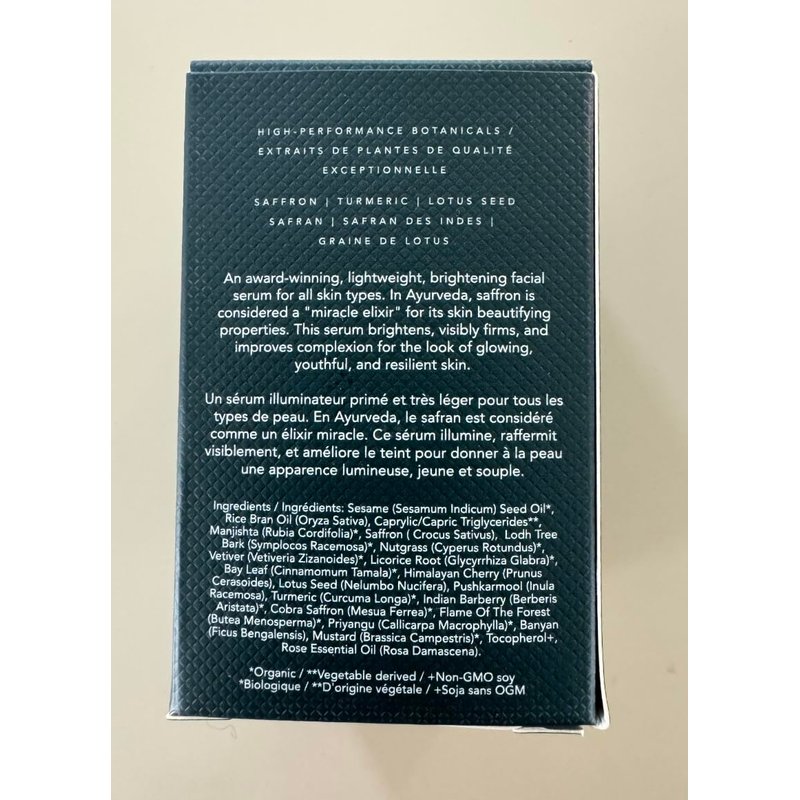 HIGH-PERFORMANCE BOTANICALS /
EXTRAITS DE PLANTES DE QUALITÉ
EXCEPTIONNELLE
SAFFRON | TURMERIC | LOTUS SEED
SAFRAN | SAFRAN DES INDES |
GRAINE DE LOTUS
An award-winning, lightweight, brightening facial
serum for all skin types. In Ayurveda, saffron is
considered a "miracle elixir" for its skin beautifying
properties. This serum brightens, visibly firms, and
improves complexion for the look of glowing,
youthful, and resilient skin.
Un sérum illuminateur primé et très léger pour tous les
types de peau. En Ayurveda, le safran est considéré
comme un élixir miracle. Ce sérum illumine, raffermit
visiblement, et améliore le teint pour donner à la peau
une apparence lumineuse, jeune et souple.
Ingredients / Ingrédients: Sesame (Sesamum Indicum) Seed Oil*,
Rice Bran Oil (Oryza Sativa), Caprylic/Capric Triglycerides**,
Manjishta (Rubia Cordifolia)*, Saffron ( Crocus Sativus), Lodh Tree
Bark (Symplocos Racemosa)*, Nutgrass (Cyperus Rotundus)*,
Vetiver (Vetiveria Zizanoides)*, Licorice Root (Glycyrrhiza Glabra)*,
Bay Leaf (Cinnamomum Tamala)*, Himalayan Cherry (Prunus
Cerasoides), Lotus Seed (Nelumbo Nucifera), Pushkarmool (Inula
Racemosa), Turmeric (Curcuma Longa)*, Indian Barberry (Berberis
Aristata)*, Cobra Saffron (Mesua Ferrea)*, Flame Of The Forest
(Butea Menosperma)*, Priyangu (Callicarpa Macrophylla)*, Banyan
(Ficus Bengalensis), Mustard (Brassica Campestris)*, Tocopherol+,
Rose Essential Oil (Rosa Damascena).
*Organic / **Vegetable derived / +Non-GMO soy
*Biologique / **D'origine végétale / +Soja sans OGM